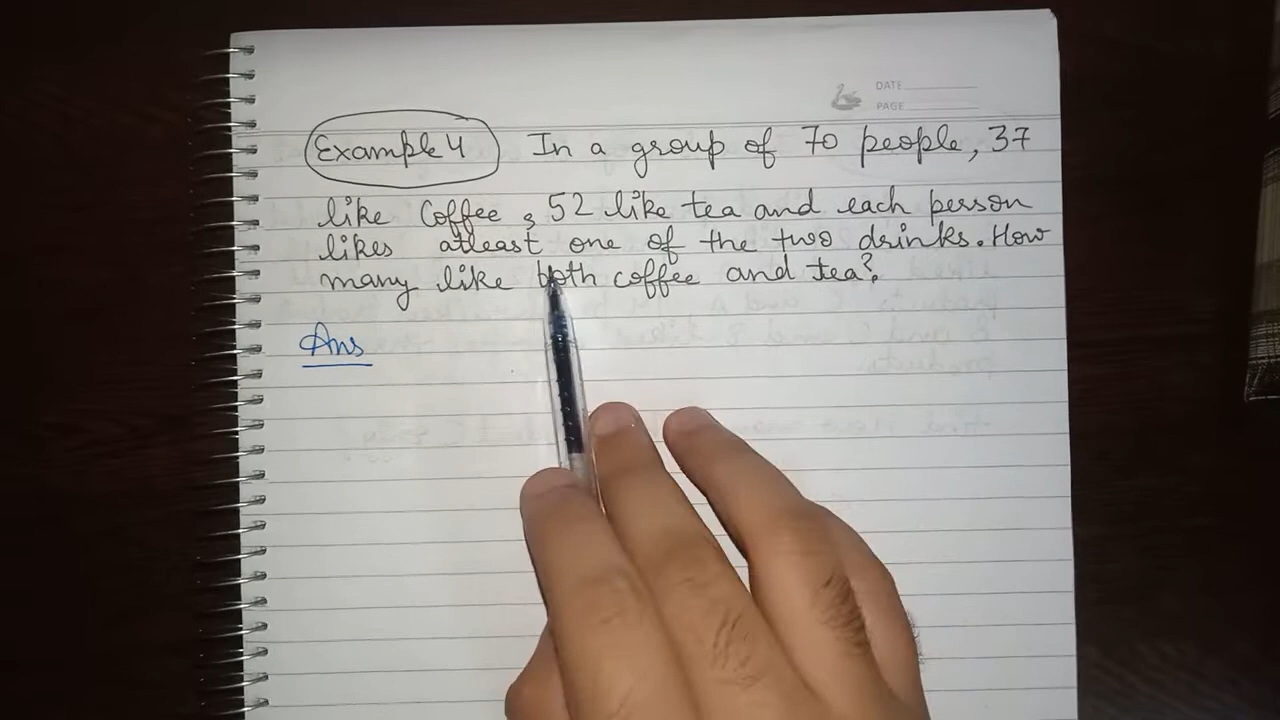 DATE
PAGE
Example 4 In a group of 70 people, 37
like Coffee, 52 like tea and each person
likes atleast one of the two drinks. How
many like both coffee and tea?
Ans